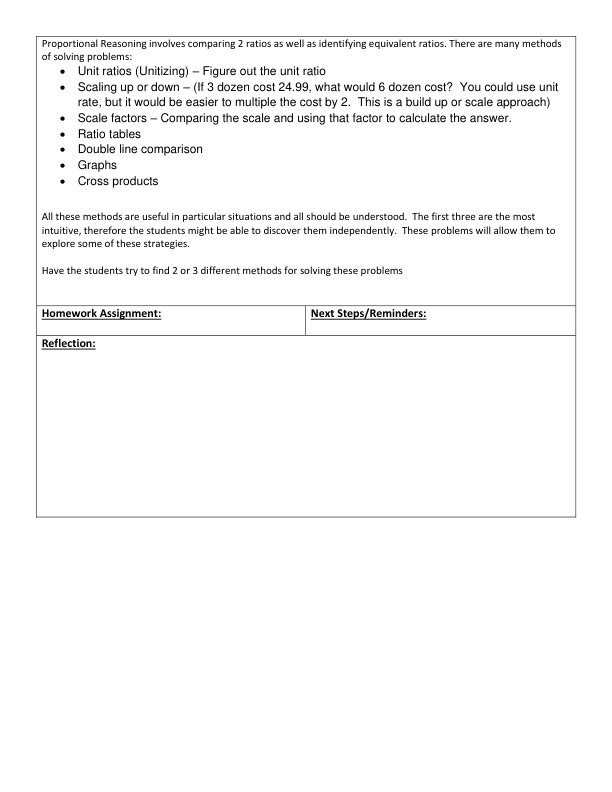 Proportional Reasoning involves comparing 2 ratios as well as identifying equivalent ratios. There are many methods
of solving problems:
• Unit ratios (Unitizing) – Figure out the unit ratio
• Scaling up or down – (If 3 dozen cost 24.99, what would 6 dozen cost?  You could use unit
rate, but it would be easier to multiple the cost by 2.  This is a build up or scale approach)
• Scale factors – Comparing the scale and using that factor to calculate the answer.
• Ratio tables
• Double line comparison
• Graphs
• Cross products
All these methods are useful in particular situations and all should be understood.  The first three are the most
intuitive, therefore the students might be able to discover them independently.  These problems will allow them to
explore some of these strategies.
Have the students try to find 2 or 3 different methods for solving these problems
Homework Assignment:
Next Steps/Reminders:
Reflection: